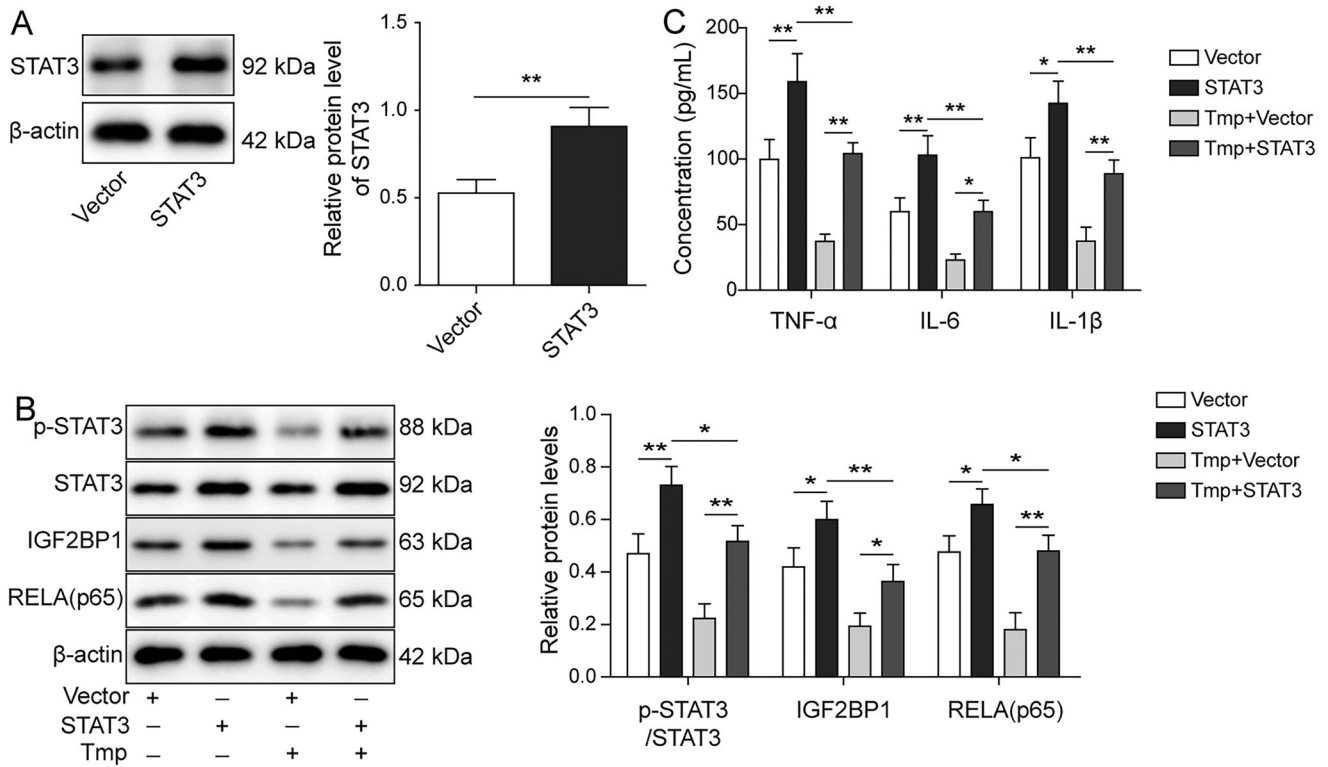 A
STAT3
92 kDa
β-actin
42 kDa
Vector
STAT3
Relative protein level
of STAT3
1.5
1.0
0.5
0.0
**
Vector
STAT3
C
Concentration (pg/mL)
200
150
100
50
0
** ** **
** ** *
* ** **
TNF-α IL-6 IL-1β
Vector
STAT3
Tmp+Vector
Tmp+STAT3
B
p-STAT3
88 kDa
STAT3
92 kDa
IGF2BP1
63 kDa
RELA(p65)
65 kDa
β-actin
42 kDa
Vector + − + −
STAT3 − + − +
Tmp − − + +
Relative protein levels
1.0
0.8
0.6
0.4
0.2
0.0
** * **
* ** *
* * **
p-STAT3
/STAT3
IGF2BP1
RELA(p65)
Vector
STAT3
Tmp+Vector
Tmp+STAT3